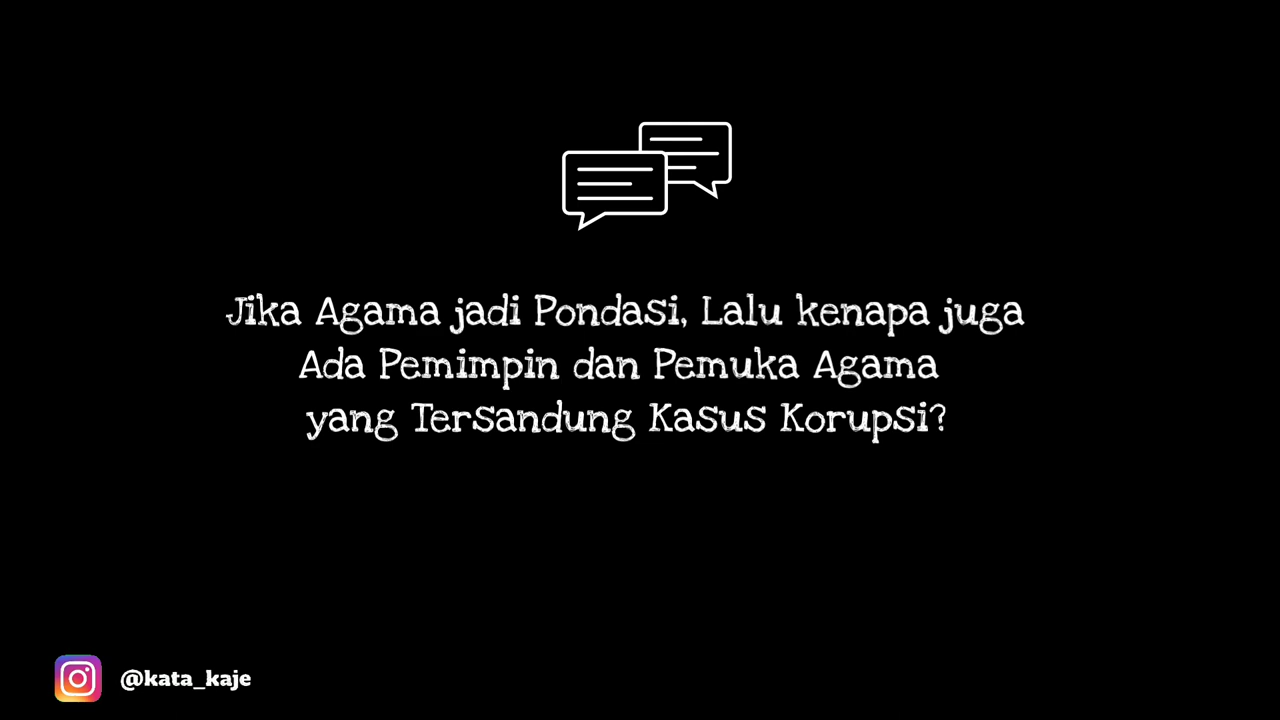 Jika Agama jadi Pondasi, Lalu kenapa juga
Ada Pemimpin dan Pemuka Agama
yang Tersandung Kasus Korupsi?
@kata_kaje